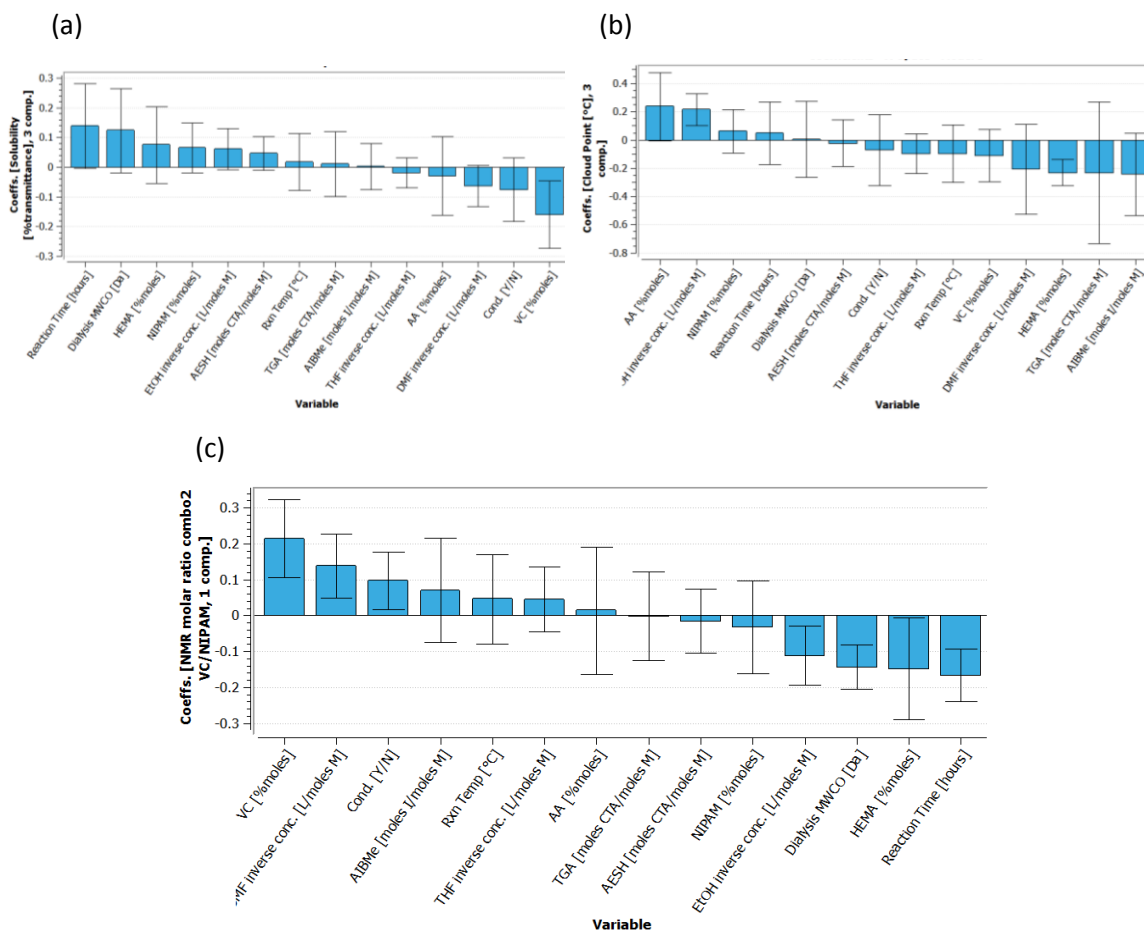 (a)
Coeffs. [Solubility
[%transmittance], 3 comp.]
0.3
0.2
0.1
0
-0.1
-0.2
-0.3
Reaction Time [hours]
Dialysis MWCO [Da]
HEMA [%moles]
NIPAM [%moles]
EtOH inverse conc. [L/moles M]
AESH [moles CTA/moles M]
Rxn Temp [°C]
TGA [moles CTA/moles M]
AIBMe [moles I/moles M]
THF inverse conc. [L/moles M]
AA [%moles]
DMF inverse conc. [L/moles M]
Cond. [Y/N]
VC [%moles]
Variable
(b)
Coeffs. [Cloud Point [°C], 3
comp.]
0.4
0.2
0
-0.2
-0.4
-0.6
-0.8
AA [%moles]
OH inverse conc. [L/moles M]
NIPAM [%moles]
Reaction Time [hours]
Dialysis MWCO [Da]
AESH [moles CTA/moles M]
Cond. [Y/N]
THF inverse conc. [L/moles M]
Rxn Temp [°C]
VC [%moles]
DMF inverse conc. [L/moles M]
HEMA [%moles]
TGA [moles CTA/moles M]
AIBMe [moles I/moles M]
Variable
(c)
Coeffs. [NMR molar ratio combo2
VC/NIPAM, 1 comp.]
0.3
0.2
0.1
0
-0.1
-0.2
-0.3
VC [%moles]
MF inverse conc. [L/moles M]
Cond. [Y/N]
AIBMe [moles I/moles M]
Rxn Temp [°C]
THF inverse conc. [L/moles M]
AA [%moles]
TGA [moles CTA/moles M]
AESH [moles CTA/moles M]
NIPAM [%moles]
EtOH inverse conc. [L/moles M]
Dialysis MWCO [Da]
HEMA [%moles]
Reaction Time [hours]
Variable